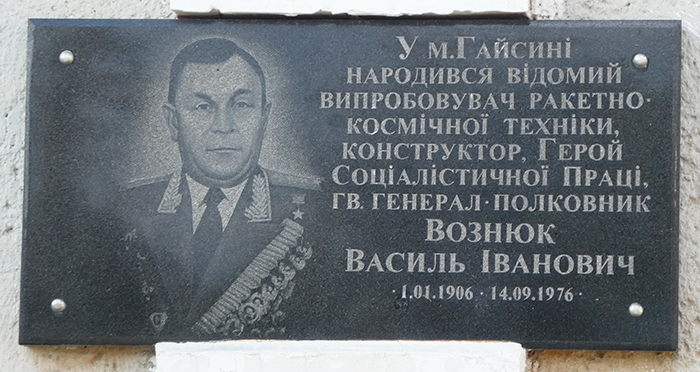 У м.Гайсині
народився відомий
випробовувач ракетно-
космічної техніки,
конструктор, Герой
Соціалістичної Праці,
гв. генерал-полковник
Вознюк
Василь Іванович
· 1.01.1906 · 14.09.1976 ·